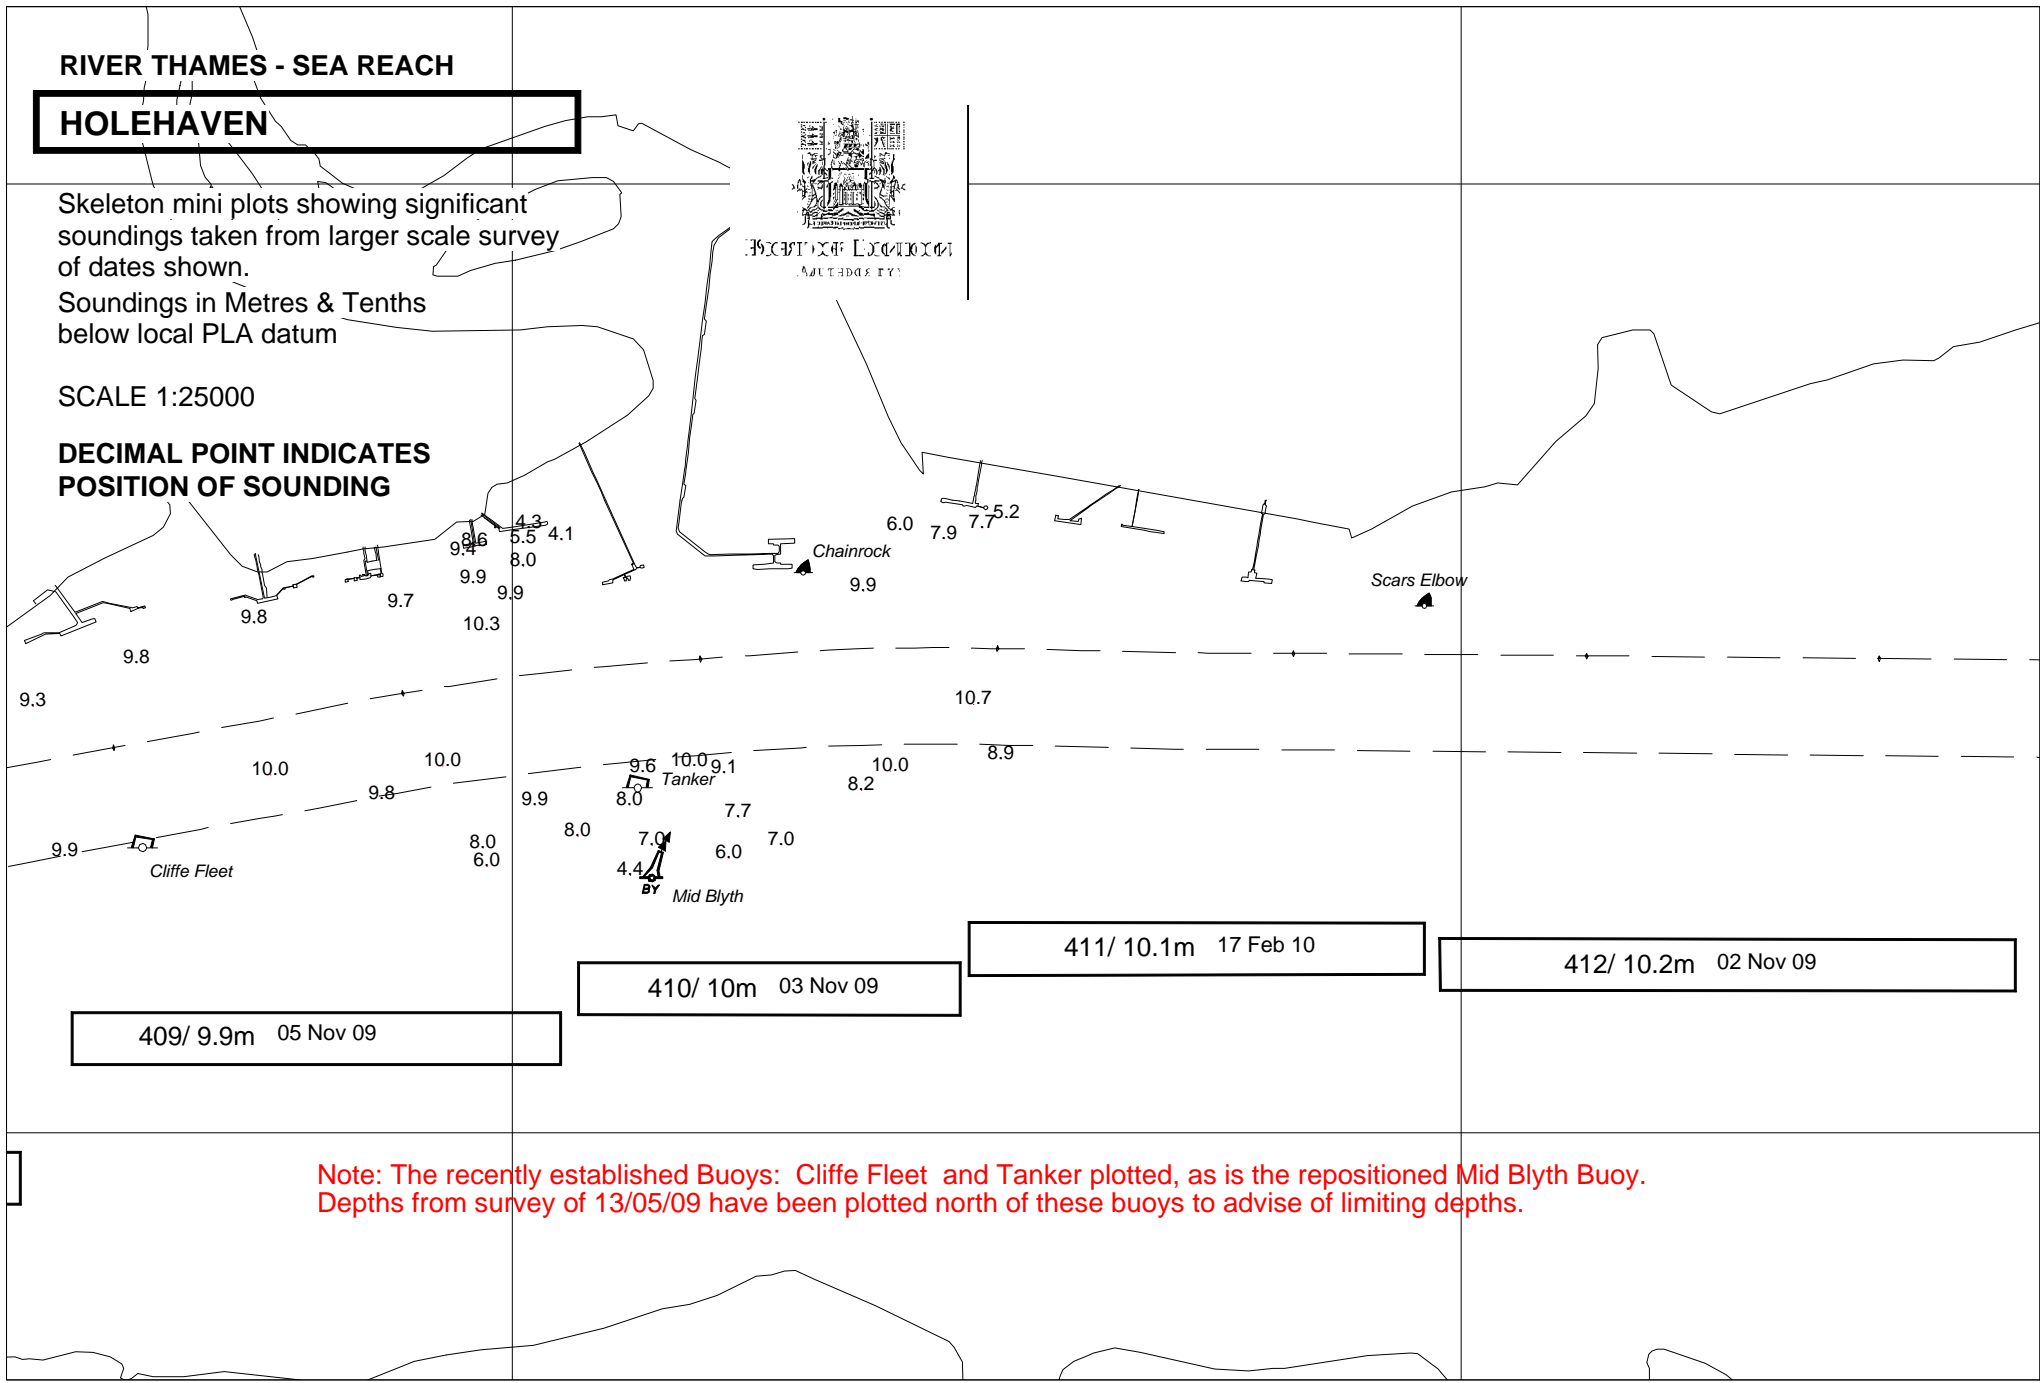 RIVER THAMES - SEA REACH
HOLEHAVEN
Skeleton mini plots showing significant
soundings taken from larger scale survey
of dates shown.
Soundings in Metres & Tenths
below local PLA datum
SCALE 1:25000
DECIMAL POINT INDICATES
POSITION OF SOUNDING
4.3
5.2
6.0
7.7
7.9
8.6
5.5
4.1
9.4
8.0
Chainrock
9.9
9.9
9.9
Scars Elbow
9.7
9.8
10.3
9.8
9.3
10.7
10.0
10.0
9.6
10.0
9.1
10.0
8.9
Tanker
8.2
9.8
9.9
8.0
7.7
8.0
7.0
7.0
9.9
8.0
6.0
6.0
Cliffe Fleet
4.4
BY
Mid Blyth
411/ 10.1m 17 Feb 10
412/ 10.2m 02 Nov 09
410/ 10m 03 Nov 09
409/ 9.9m 05 Nov 09
Note: The recently established Buoys: Cliffe Fleet and Tanker plotted, as is the repositioned Mid Blyth Buoy.
Depths from survey of 13/05/09 have been plotted north of these buoys to advise of limiting depths.